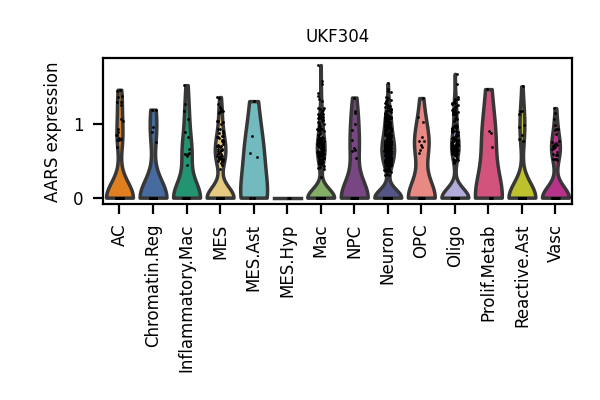 UKF304
AARS expression
1
0
AC
Chromatin.Reg
Inflammatory.Mac
MES
MES.Ast
MES.Hyp
Mac
NPC
Neuron
OPC
Oligo
Prolif.Metab
Reactive.Ast
Vasc